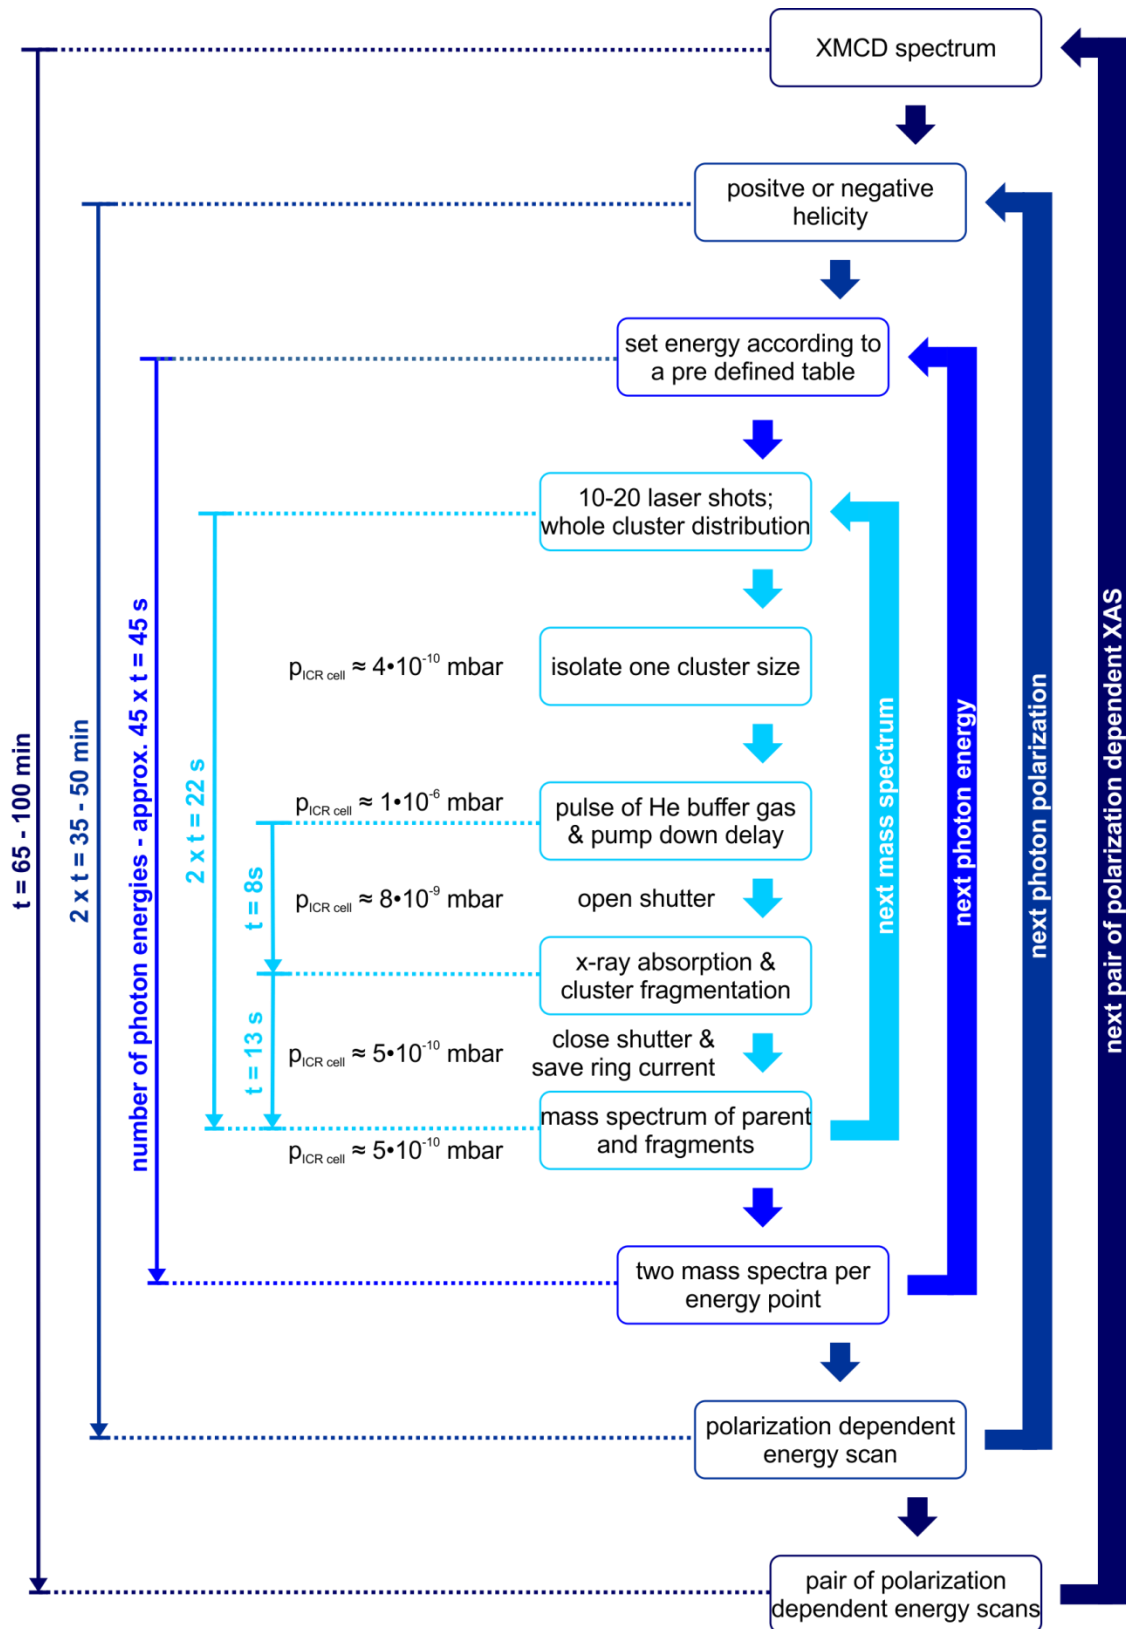 XMCD spectrum
positve or negative
helicity
set energy according to
a pre defined table
10-20 laser shots;
whole cluster distribution
p_ICR cell ≈ 4•10^-10 mbar
isolate one cluster size
p_ICR cell ≈ 1•10^-6 mbar
pulse of He buffer gas
& pump down delay
p_ICR cell ≈ 8•10^-9 mbar
open shutter
x-ray absorption &
cluster fragmentation
p_ICR cell ≈ 5•10^-10 mbar
close shutter &
save ring current
mass spectrum of parent
and fragments
p_ICR cell ≈ 5•10^-10 mbar
two mass spectra per
energy point
polarization dependent
energy scan
pair of polarization
dependent energy scans
t = 65 - 100 min
2 x t = 35 - 50 min
number of photon energies - approx. 45 x t = 45 s
2 x t = 22 s
t = 8s
t = 13 s
next mass spectrum
next photon energy
next photon polarization
next pair of polarization dependent XAS